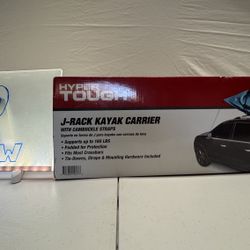 HYPER
TOUGH
J-RACK KAYAK CARRIER
WITH CAMBUCKLE STRAPS
• Supports up to 165 LBS
• Padded for Protection
• Fits Most Crossbars
• Tie-Downs, Straps & Mounting Hardware Included
W